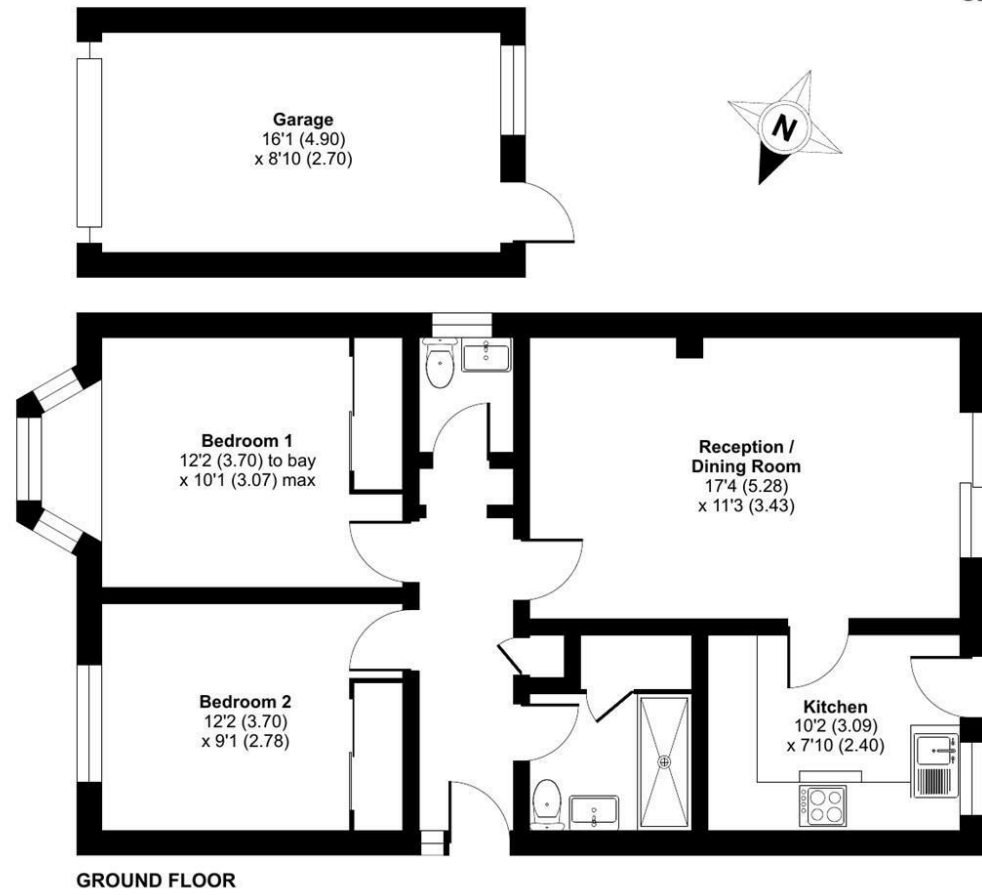 Garage
16'1 (4.90)
x 8'10 (2.70)
N
Bedroom 1
12'2 (3.70) to bay
x 10'1 (3.07) max
Reception /
Dining Room
17'4 (5.28)
x 11'3 (3.43)
Bedroom 2
12'2 (3.70)
x 9'1 (2.78)
Kitchen
10'2 (3.09)
x 7'10 (2.40)
GROUND FLOOR